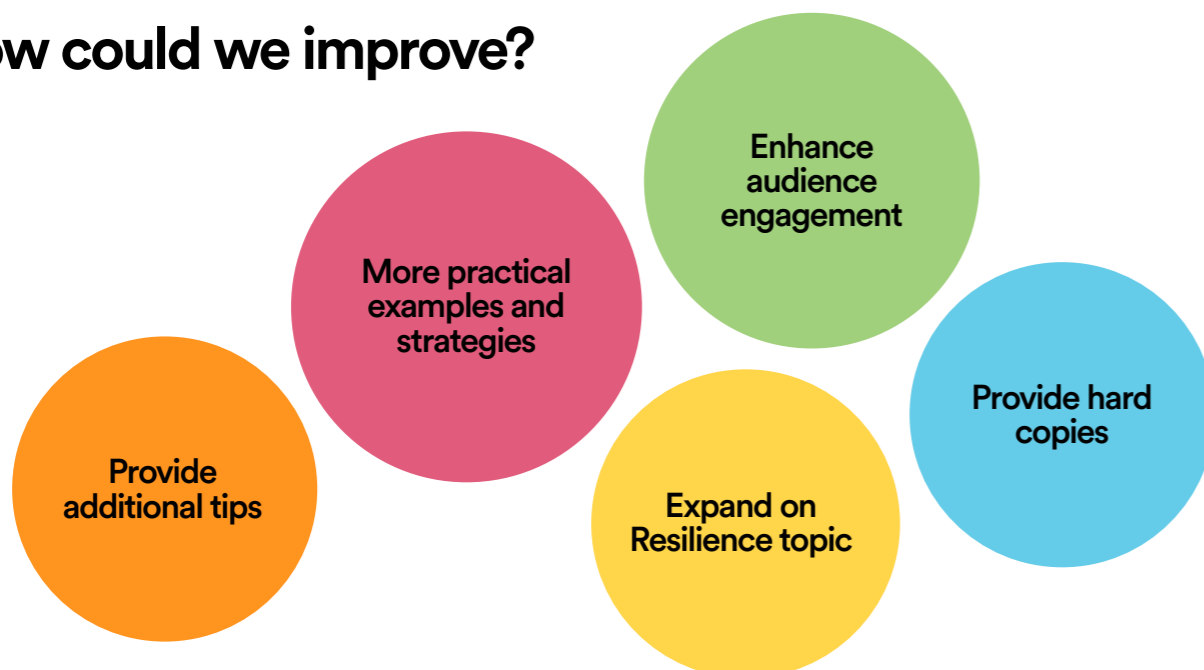 ow could we improve?
Enhance
audience
engagement
More practical
examples and
strategies
Provide hard
copies
Provide
additional tips
Expand on
Resilience topic